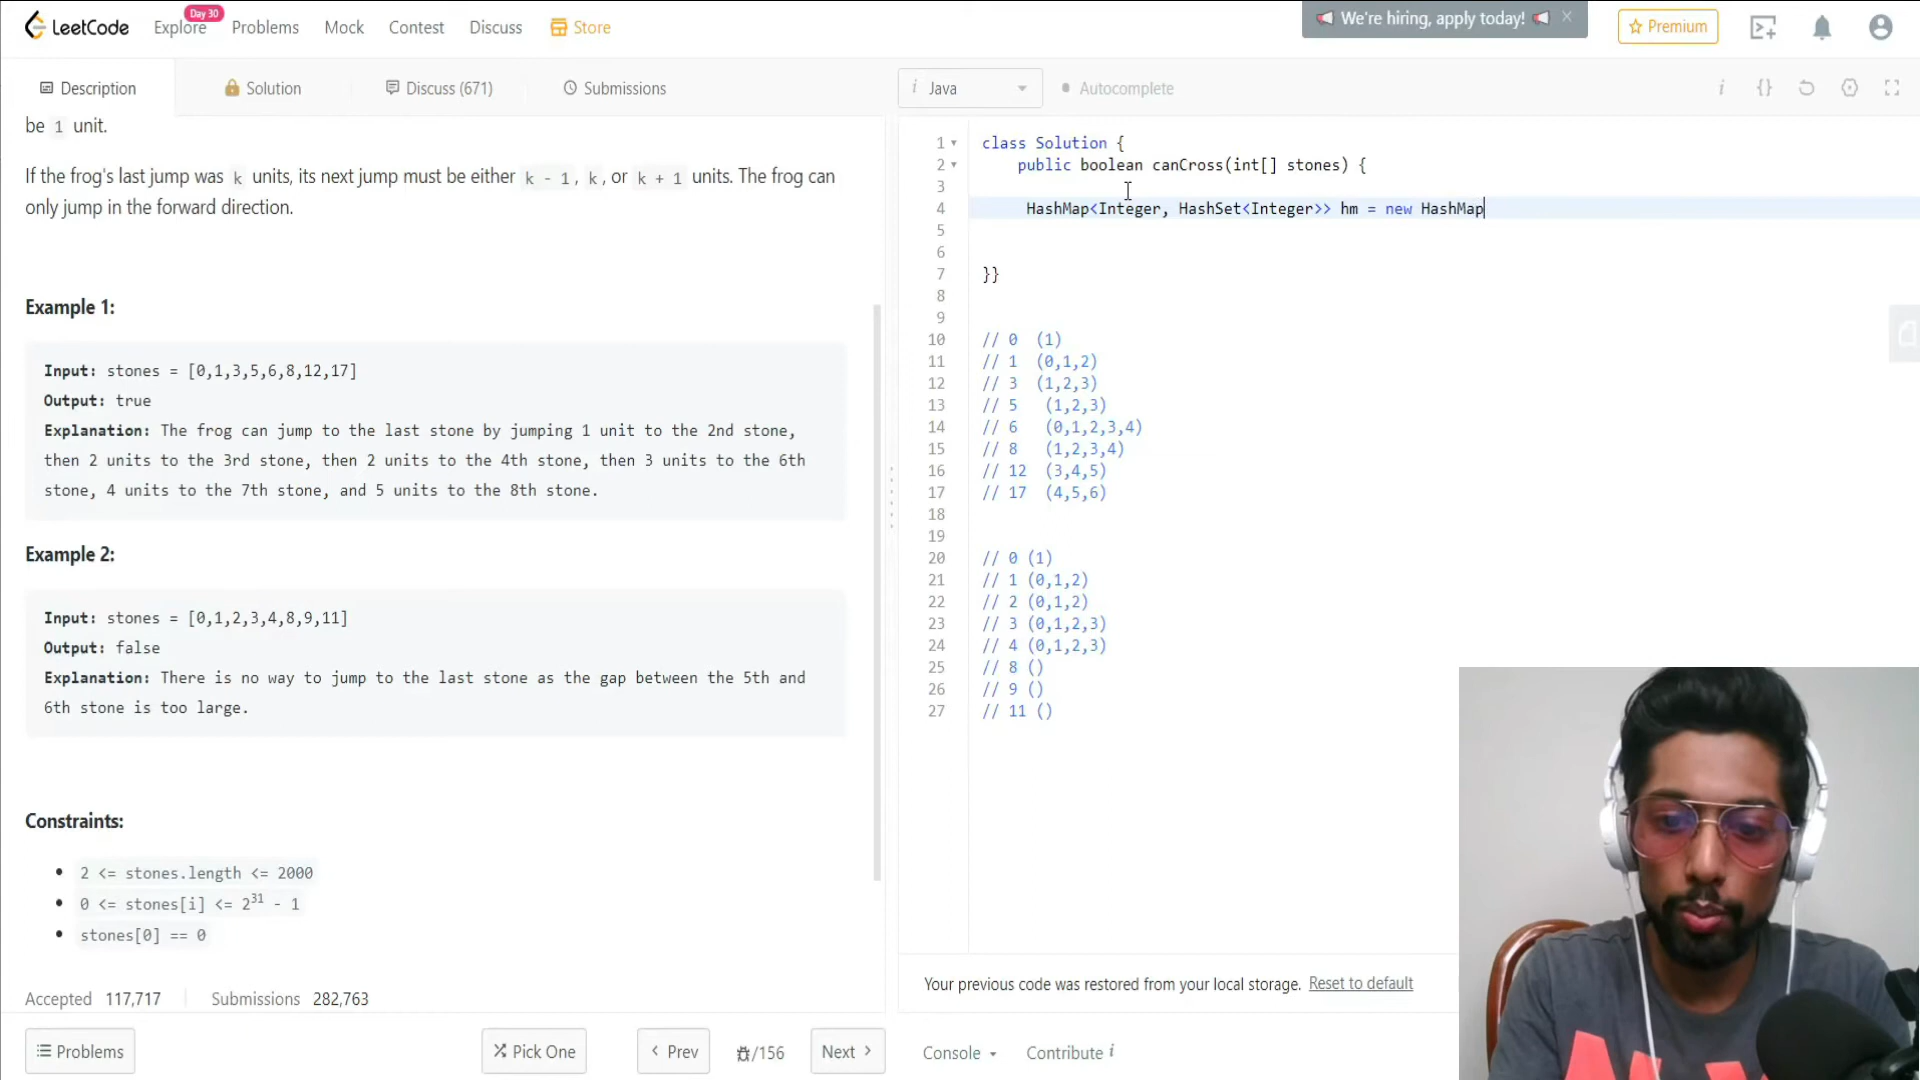 LeetCode
Day 30
Explore
Problems
Mock
Contest
Discuss
Store
We're hiring, apply today!
Premium
Description
Solution
Discuss (671)
Submissions
i Java
Autocomplete
be 1 unit.
If the frog's last jump was k units, its next jump must be either k - 1, k, or k + 1 units. The frog can
only jump in the forward direction.
Example 1:
Input: stones = [0,1,3,5,6,8,12,17]
Output: true
Explanation: The frog can jump to the last stone by jumping 1 unit to the 2nd stone,
then 2 units to the 3rd stone, then 2 units to the 4th stone, then 3 units to the 6th
stone, 4 units to the 7th stone, and 5 units to the 8th stone.
Example 2:
Input: stones = [0,1,2,3,4,8,9,11]
Output: false
Explanation: There is no way to jump to the last stone as the gap between the 5th and
6th stone is too large.
Constraints:
2 <= stones.length <= 2000
0 <= stones[i] <= 2^31 - 1
stones[0] == 0
Accepted 117,717
Submissions 282,763
Problems
Pick One
Prev
/156
Next
1 class Solution {
2 public boolean canCross(int[] stones) {
3
4 HashMap<Integer, HashSet<Integer>> hm = new HashMap
5
6
7 }}
8
9
10 // 0 (1)
11 // 1 (0,1,2)
12 // 3 (1,2,3)
13 // 5 (1,2,3)
14 // 6 (0,1,2,3,4)
15 // 8 (1,2,3,4)
16 // 12 (3,4,5)
17 // 17 (4,5,6)
18
19
20 // 0 (1)
21 // 1 (0,1,2)
22 // 2 (0,1,2)
23 // 3 (0,1,2,3)
24 // 4 (0,1,2,3)
25 // 8 ()
26 // 9 ()
27 // 11 ()
Your previous code was restored from your local storage. Reset to default
Console
Contribute i